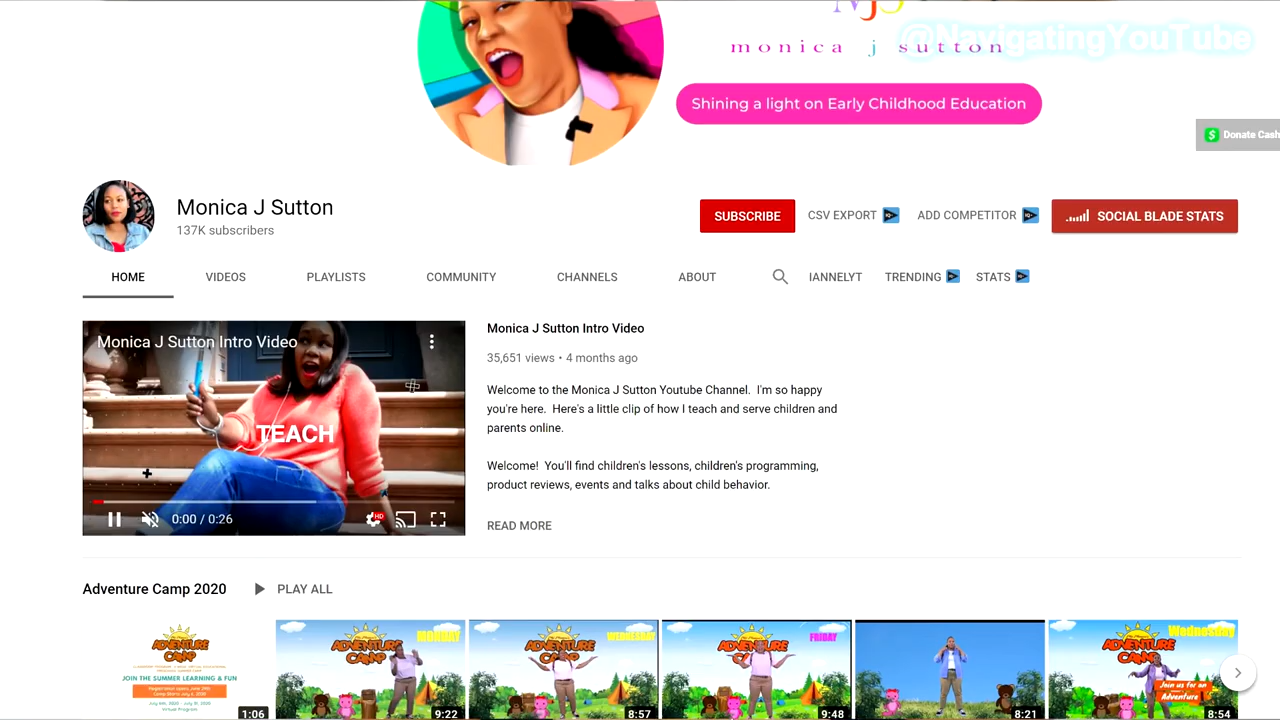 MJS
monica j sutton
@NavigatingYouTube
Shining a light on Early Childhood Education
$ Donate Cash
Monica J Sutton
137K subscribers
SUBSCRIBE
CSV EXPORT
ADD COMPETITOR
SOCIAL BLADE STATS
HOME
VIDEOS
PLAYLISTS
COMMUNITY
CHANNELS
ABOUT
IANNELYT
TRENDING
STATS
Monica J Sutton Intro Video
TEACH
0:00 / 0:26
HD
Monica J Sutton Intro Video
35,651 views • 4 months ago
Welcome to the Monica J Sutton Youtube Channel. I'm so happy
you're here. Here's a little clip of how I teach and serve children and
parents online.
Welcome! You'll find children's lessons, children's programming,
product reviews, events and talks about child behavior.
READ MORE
Adventure Camp 2020
PLAY ALL
ADVENTURE
CAMP
JOIN THE SUMMER LEARNING & FUN
1:06
ADVENTURE
CAMP
MONDAY
9:22
ADVENTURE
CAMP
WEDNESDAY
8:57
ADVENTURE
CAMP
FRIDAY
9:48
8:21
ADVENTURE
CAMP
Wednesday
Join us for an
Adventure
8:54